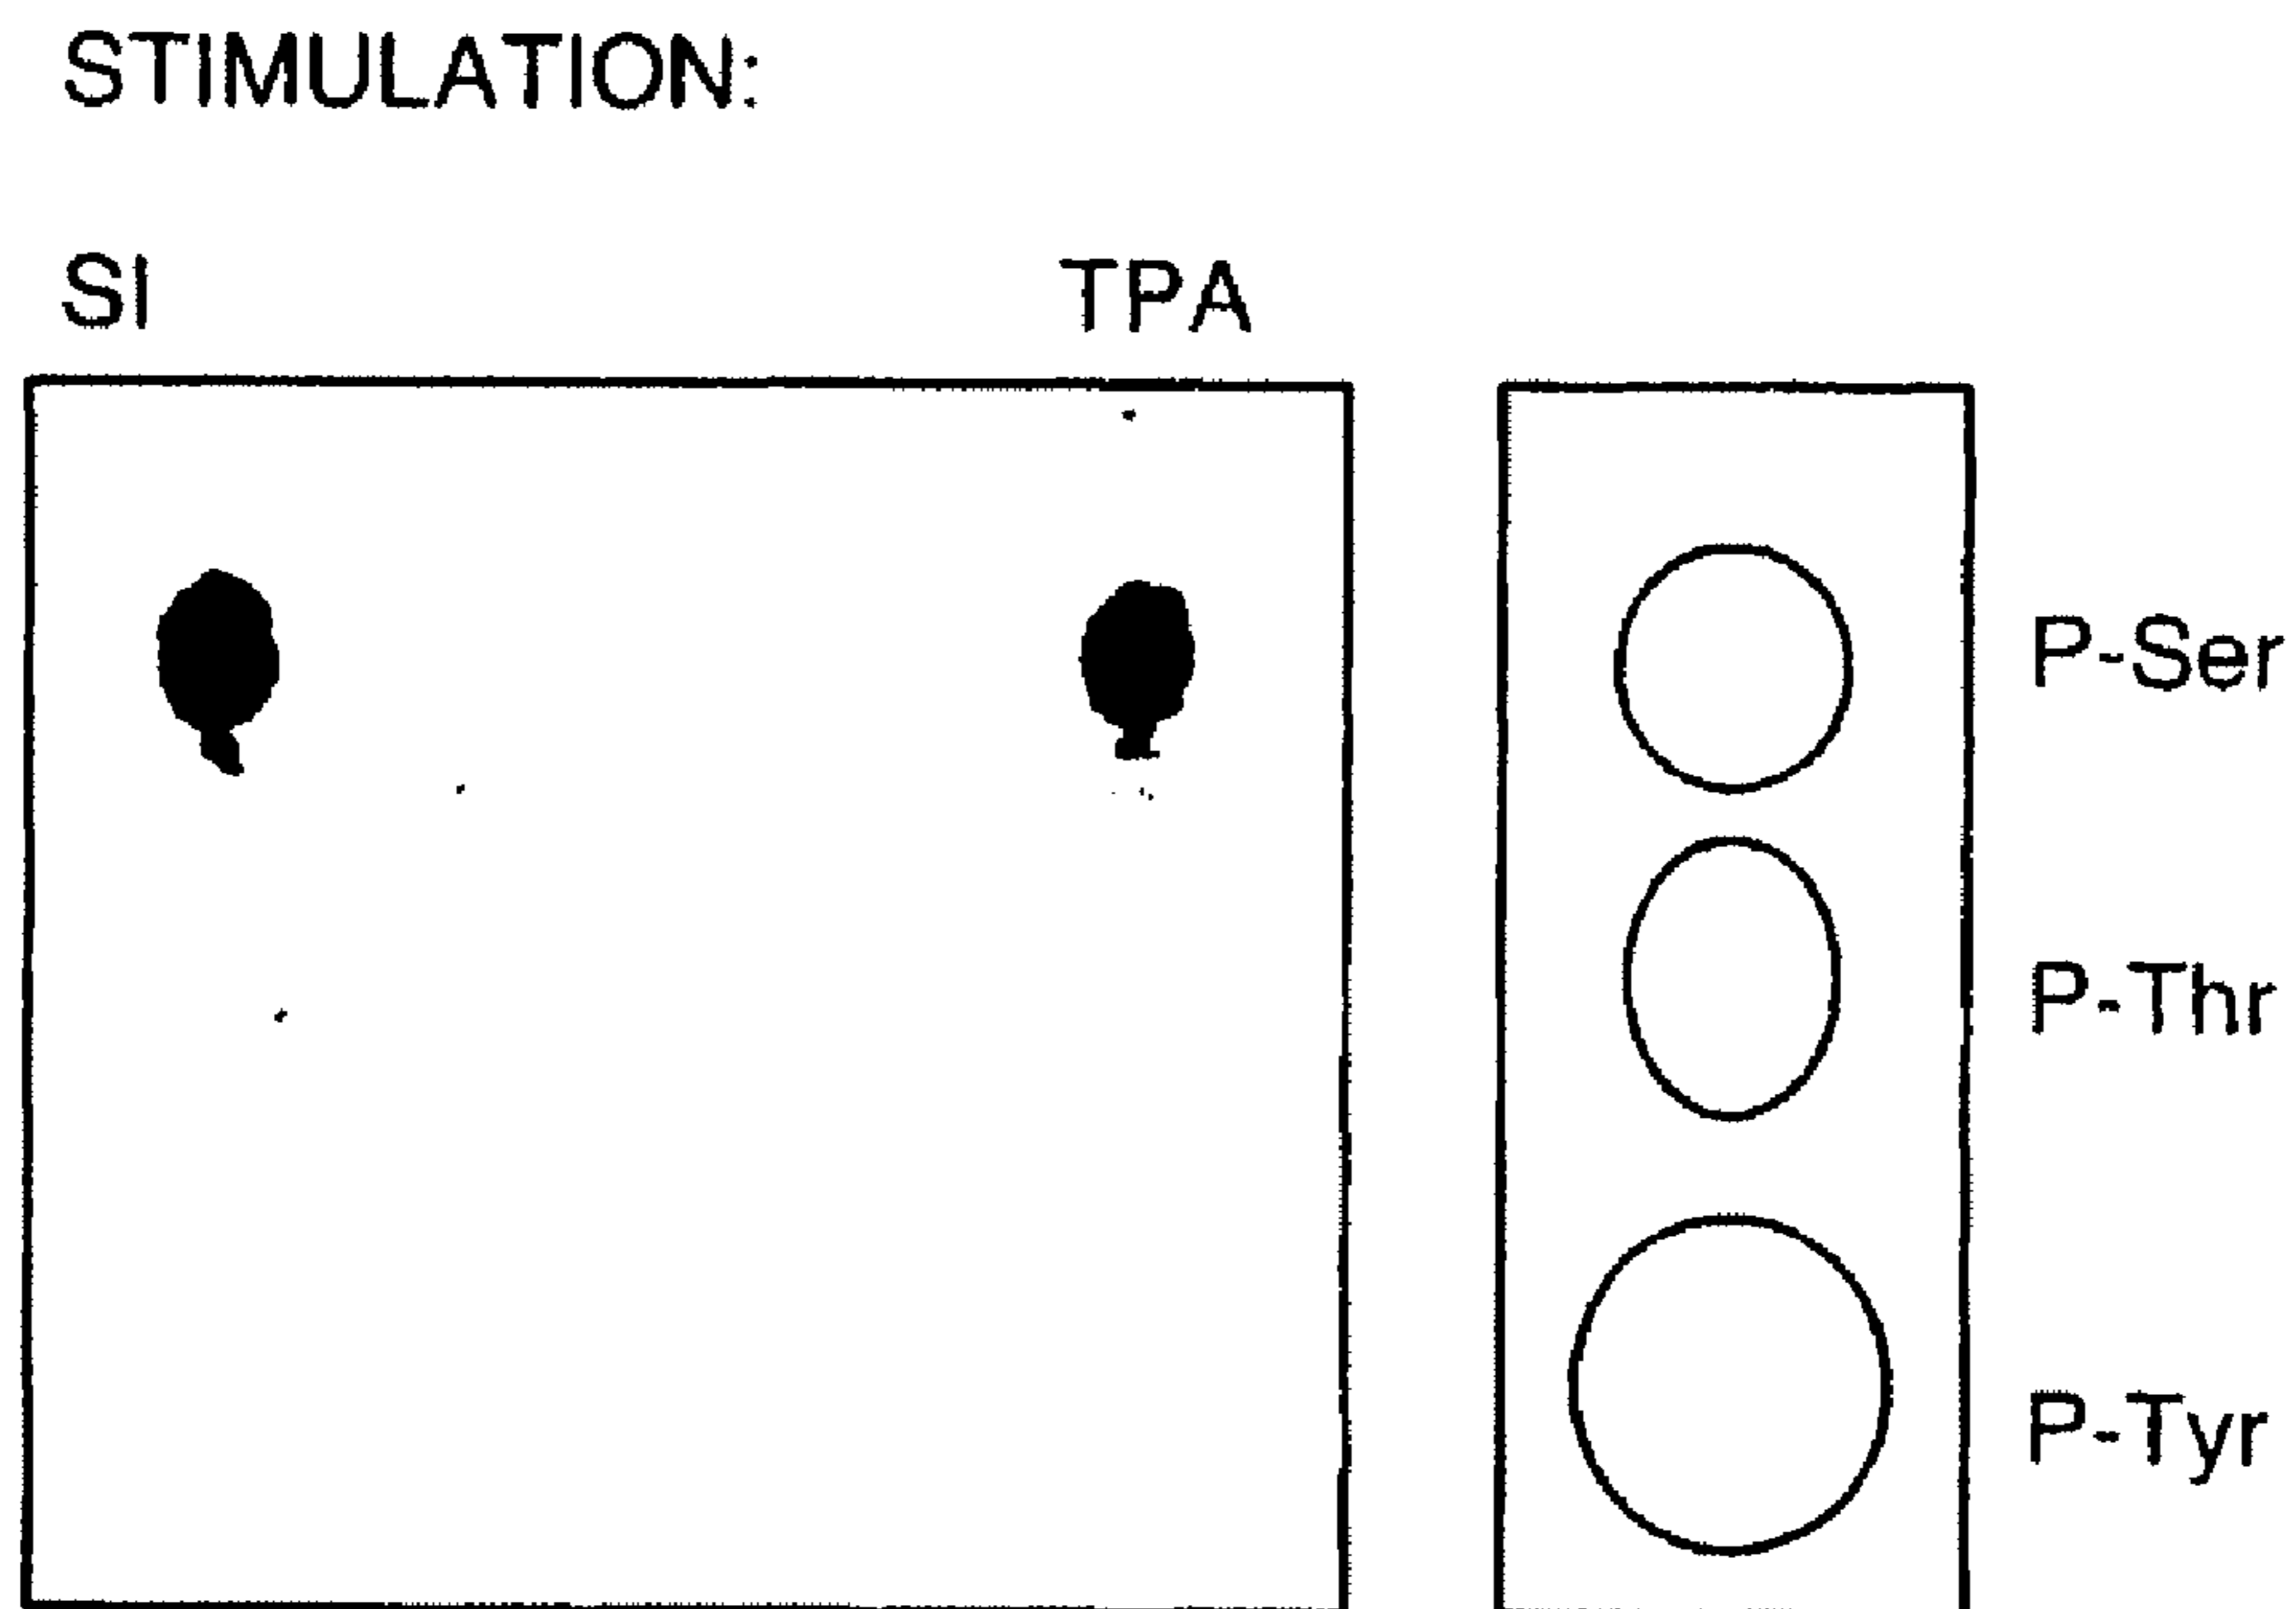 STIMULATION:
SI TPA
P-Ser
P-Thr
P-Tyr